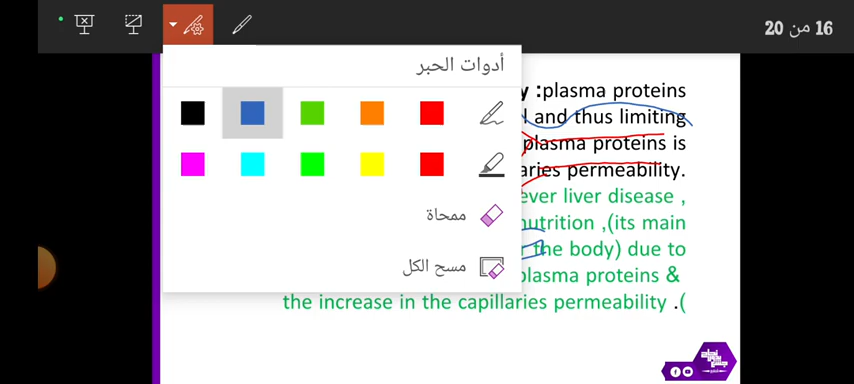 16 من 20
أدوات الحبر
ممحاة
مسح الكل
y :plasma proteins
l and thus limiting
plasma proteins is
aries permeability.
ever liver disease ,
nutrition ,(its main
r the body) due to
plasma proteins &
the increase in the capillaries permeability .(